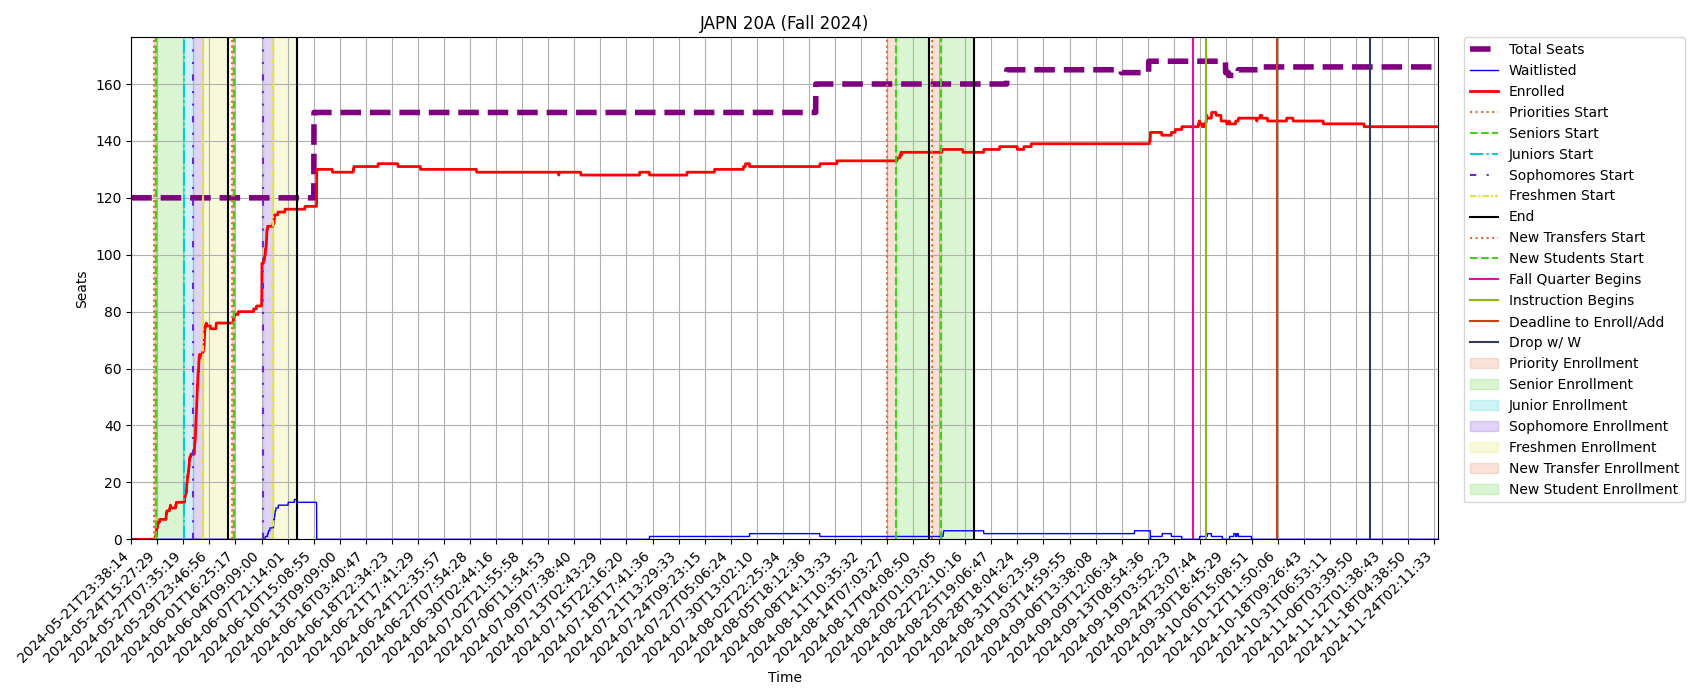 JAPN 20A (Fall 2024)
Seats
160
140
120
100
80
60
40
20
0
2024-05-21T23:38:14
2024-05-24T15:27:29
2024-05-27T07:35:19
2024-05-29T23:46:56
2024-06-01T16:25:17
2024-06-04T09:09:00
2024-06-07T21:14:01
2024-06-10T15:08:55
2024-06-13T09:09:00
2024-06-16T03:40:47
2024-06-18T22:34:23
2024-06-21T17:41:29
2024-06-24T12:35:57
2024-06-27T07:54:28
2024-06-30T02:44:16
2024-07-02T21:55:58
2024-07-06T11:54:53
2024-07-09T07:38:40
2024-07-13T02:43:29
2024-07-15T22:16:20
2024-07-18T17:41:36
2024-07-21T13:29:33
2024-07-24T09:23:15
2024-07-27T05:06:24
2024-07-30T13:02:10
2024-08-02T22:25:34
2024-08-05T18:12:36
2024-08-08T14:13:33
2024-08-11T10:35:32
2024-08-14T07:03:27
2024-08-17T04:08:50
2024-08-20T01:03:05
2024-08-22T22:10:16
2024-08-25T19:06:47
2024-08-28T18:04:24
2024-08-31T16:23:59
2024-09-03T14:59:55
2024-09-06T13:38:08
2024-09-09T12:06:34
2024-09-13T08:54:36
2024-09-19T03:52:23
2024-09-24T23:07:44
2024-09-30T18:45:29
2024-10-06T15:08:51
2024-10-12T11:50:06
2024-10-18T09:26:43
2024-10-31T06:53:11
2024-11-06T03:39:50
2024-11-12T01:38:43
2024-11-18T04:38:50
2024-11-24T02:11:33
Time
Total Seats
Waitlisted
Enrolled
Priorities Start
Seniors Start
Juniors Start
Sophomores Start
Freshmen Start
End
New Transfers Start
New Students Start
Fall Quarter Begins
Instruction Begins
Deadline to Enroll/Add
Drop w/ W
Priority Enrollment
Senior Enrollment
Junior Enrollment
Sophomore Enrollment
Freshmen Enrollment
New Transfer Enrollment
New Student Enrollment